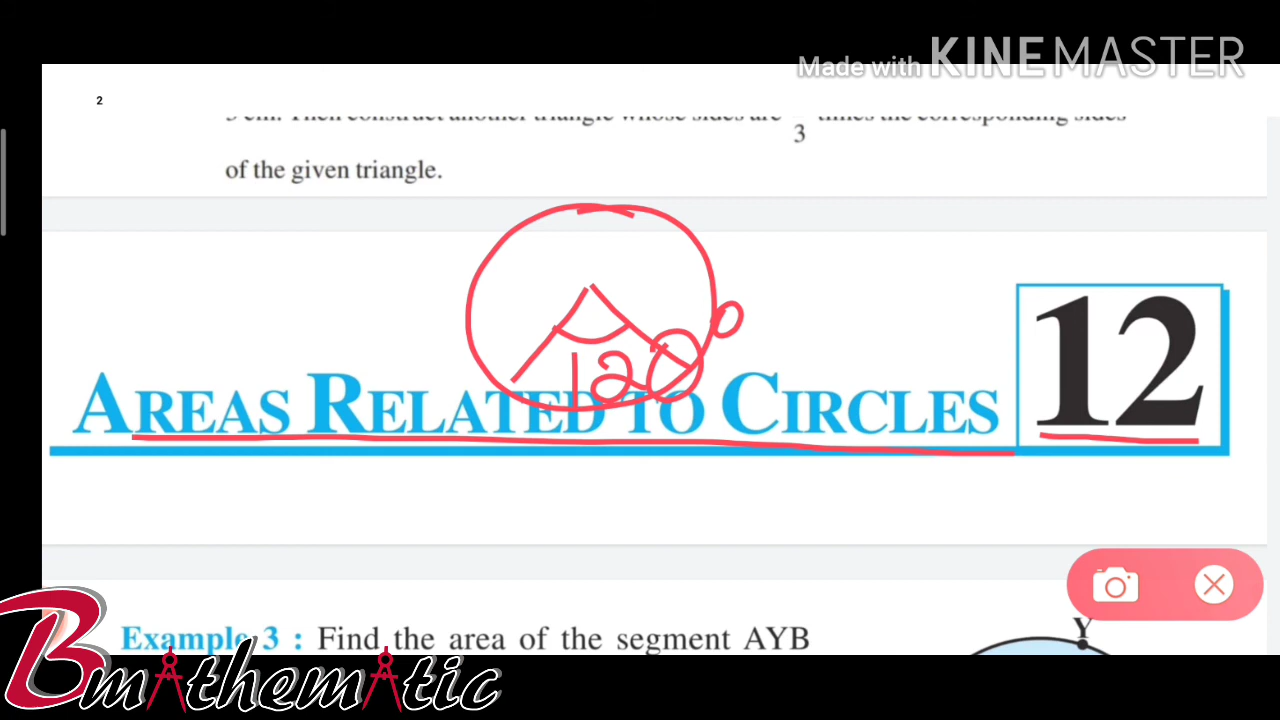 Made with KINEMASTER
2
of the given triangle.
3
120°
AREAS RELATED TO CIRCLES 12
Example 3 : Find the area of the segment AYB
Y
Bmathematic